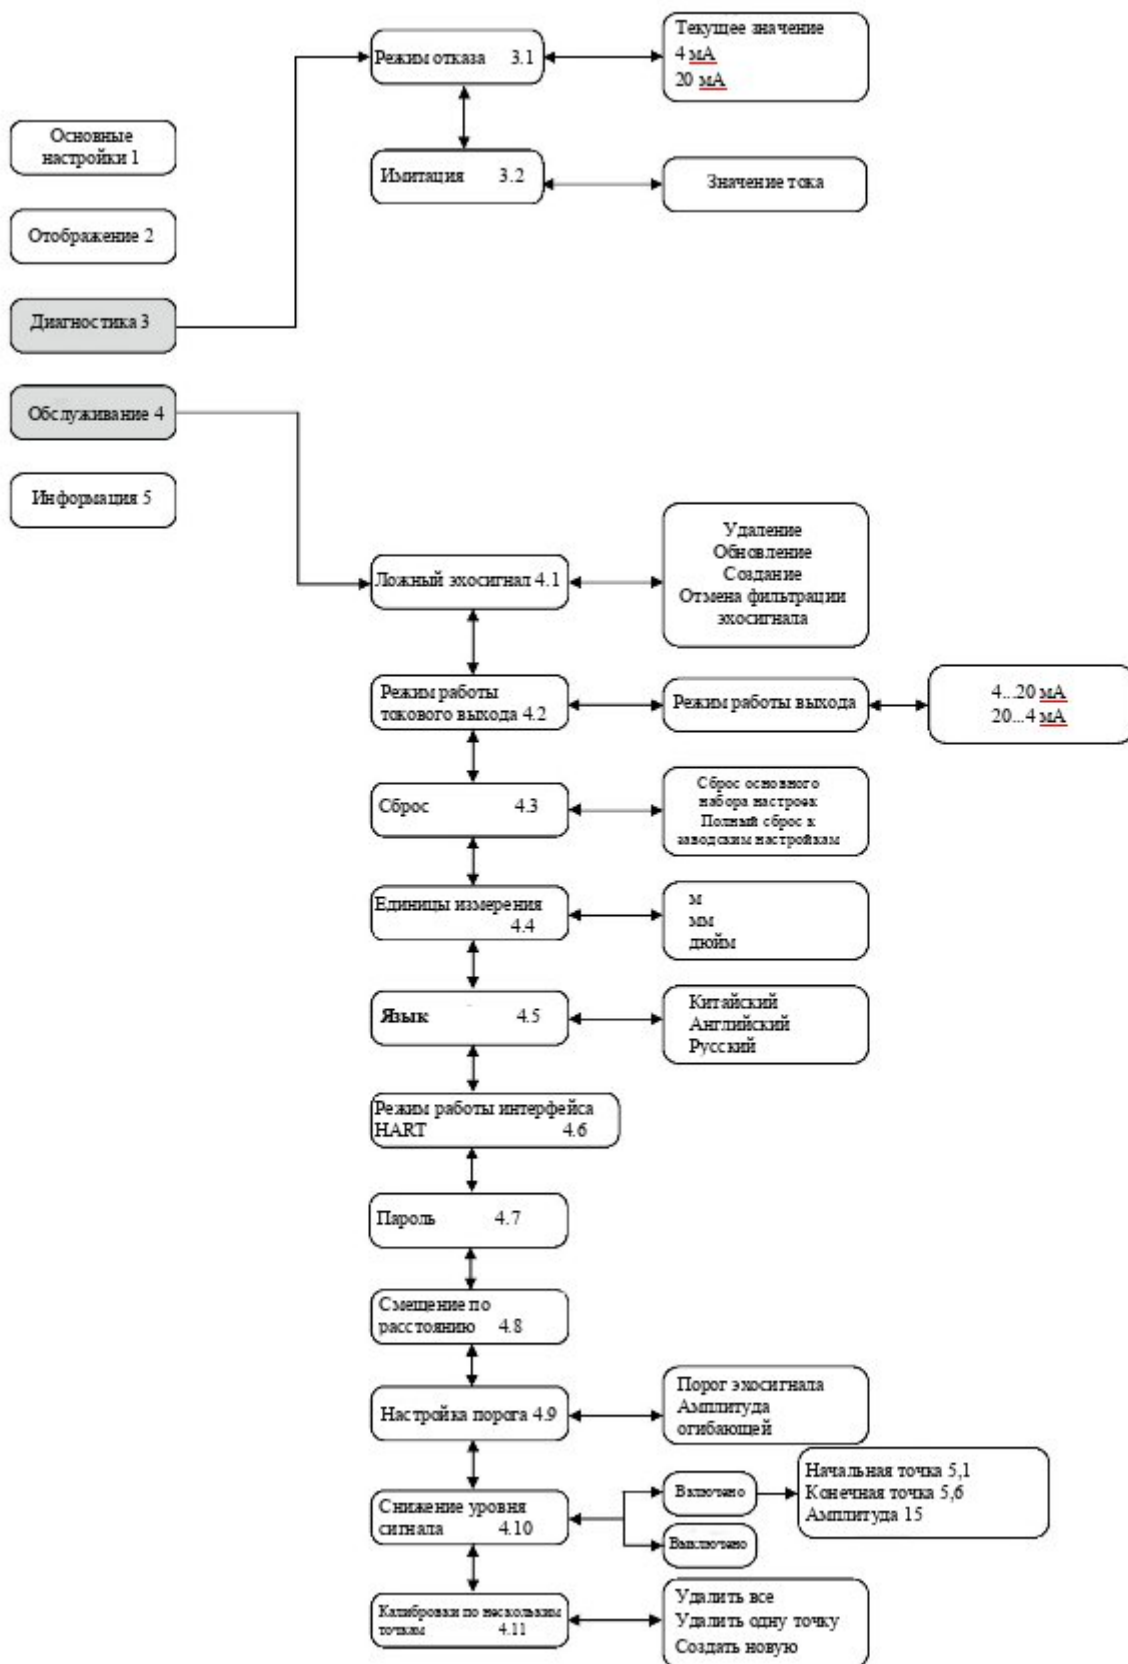 Режим отказа 3.1
Текущее значение
4 мА
20 мА
Основные
настройки 1
Имитация 3.2
Значение тока
Отображение 2
Диагностика 3
Обслуживание 4
Информация 5
Ложный эхосигнал 4.1
Удаление
Обновление
Создание
Отмена фильтрации
эхосигнала
Режим работы
токового выхода 4.2
Режим работы выхода
4...20 мА
20...4 мА
Сброс 4.3
Сброс основного
набора настроек
Полный сброс к
заводским настройкам
Единицы измерения
4.4
м
мм
дюйм
Язык 4.5
Китайский
Английский
Русский
Режим работы интерфейса
HART 4.6
Пароль 4.7
Смещение по
расстоянию 4.8
Настройка порога 4.9
Порог эхосигнала
Амплитуда
огибающей
Снижение уровня
сигнала 4.10
Включено
Начальная точка 5,1
Конечная точка 5,6
Амплитуда 15
Выключено
Калибровки по нескольким
точкам 4.11
Удалить все
Удалить одну точку
Создать новую